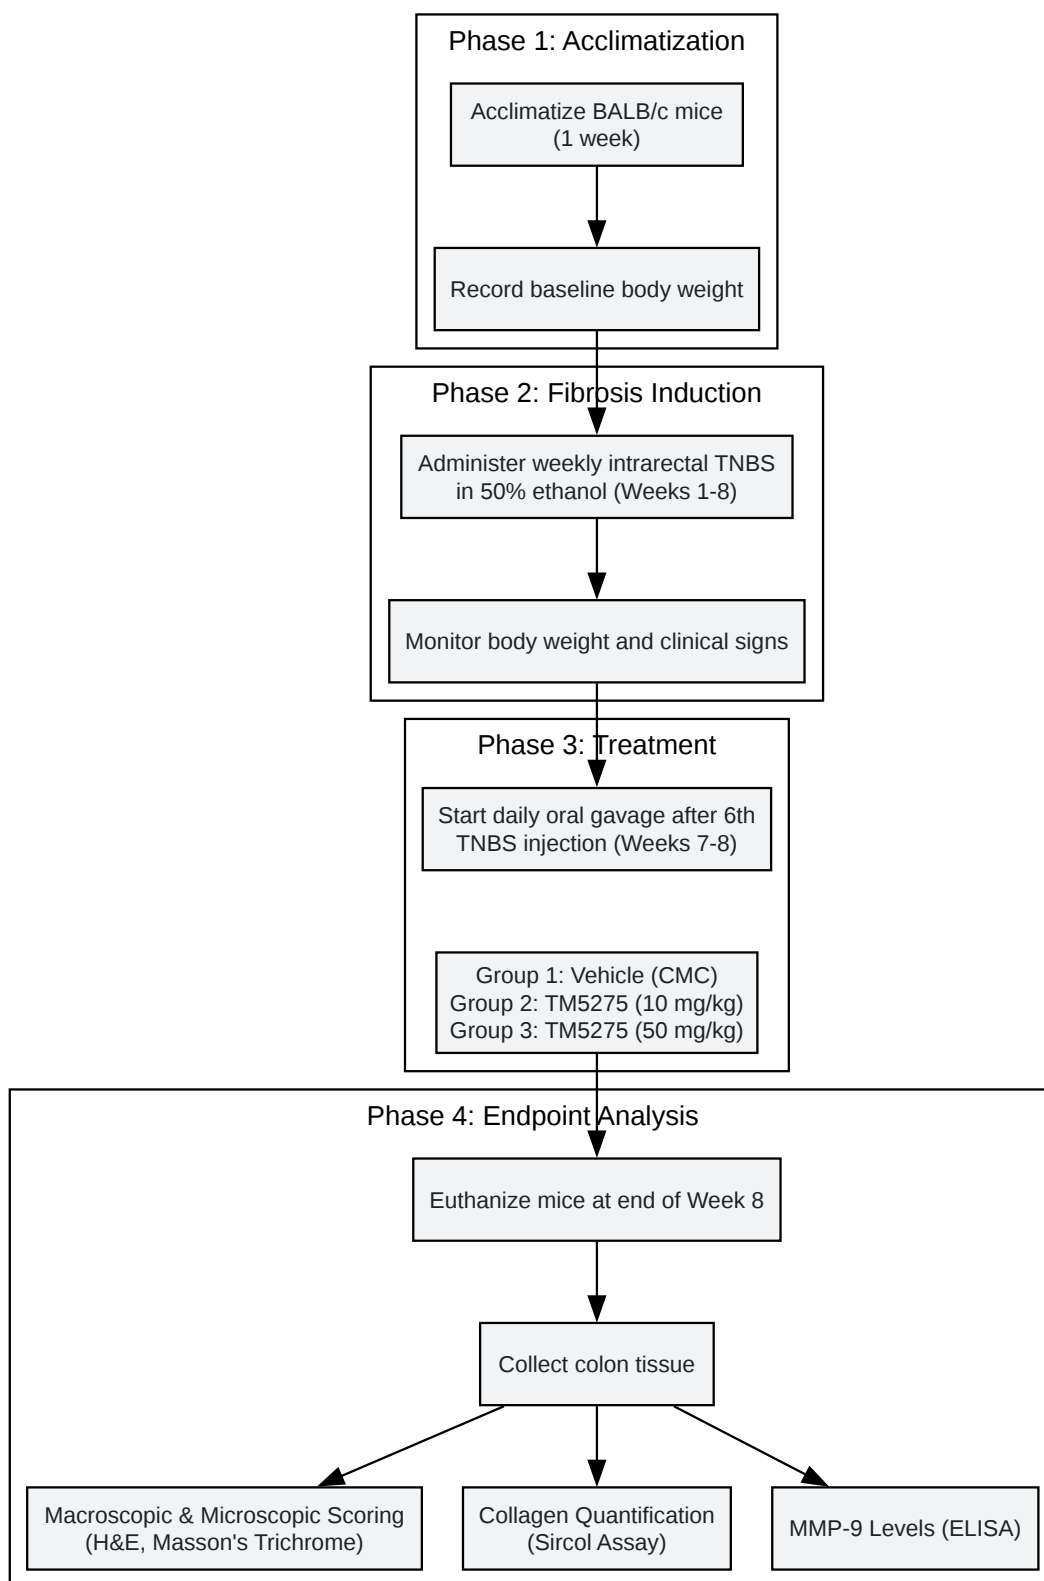 Phase 1: Acclimatization
Acclimatize BALB/c mice
(1 week)
Record baseline body weight
Phase 2: Fibrosis Induction
Administer weekly intrarectal TNBS
in 50% ethanol (Weeks 1-8)
Monitor body weight and clinical signs
Phase 3: Treatment
Start daily oral gavage after 6th
TNBS injection (Weeks 7-8)
Group 1: Vehicle (CMC)
Group 2: TM5275 (10 mg/kg)
Group 3: TM5275 (50 mg/kg)
Phase 4: Endpoint Analysis
Euthanize mice at end of Week 8
Collect colon tissue
Macroscopic & Microscopic Scoring
(H&E, Masson's Trichrome)
Collagen Quantification
(Sircol Assay)
MMP-9 Levels (ELISA)